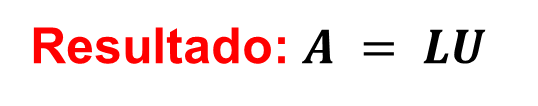 Resultado: A = LU